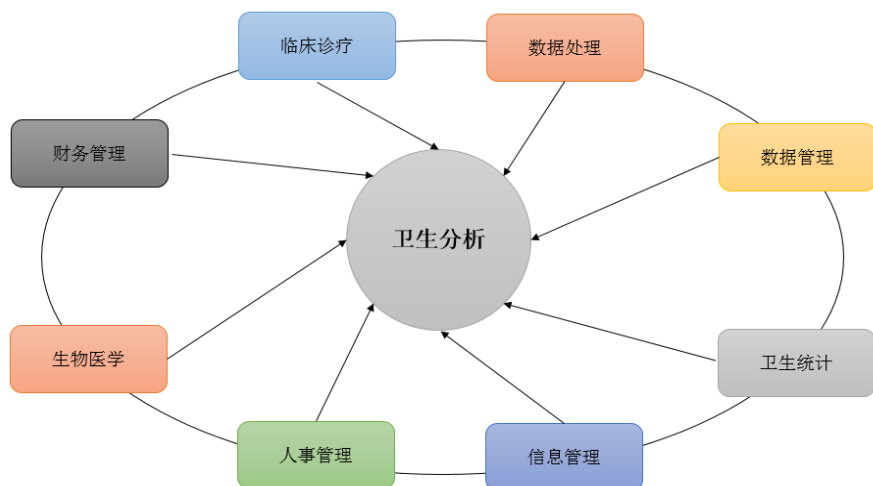 临床诊疗
数据处理
财务管理
数据管理
卫生分析
生物医学
卫生统计
人事管理
信息管理